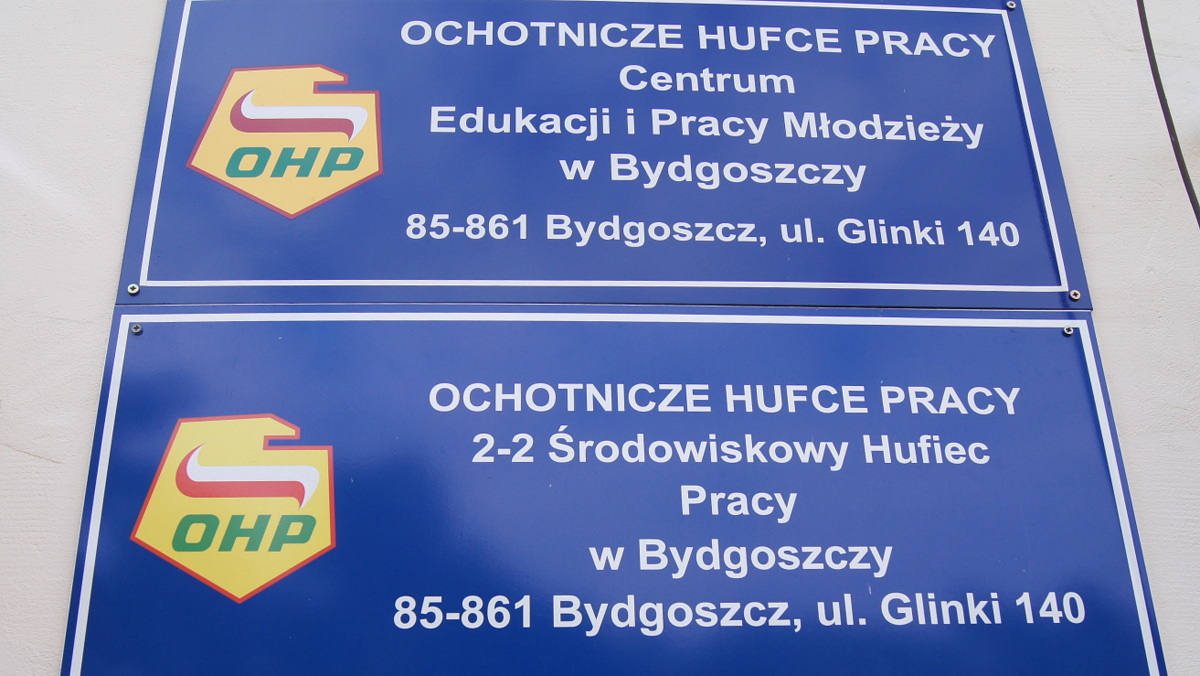 OCHOTNICZE HUFCE PRACY
Centrum
Edukacji i Pracy Młodzieży
w Bydgoszczy
85-861 Bydgoszcz, ul. Glinki 140
OHP
OCHOTNICZE HUFCE PRACY
2-2 Środowiskowy Hufiec
Pracy
w Bydgoszczy
85-861 Bydgoszcz, ul. Glinki 140
OHP